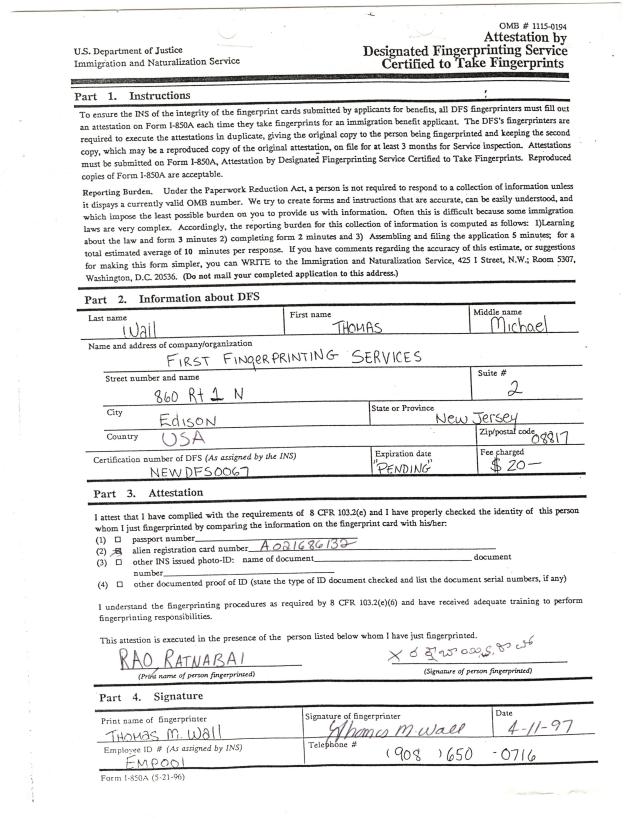 OMB # 1115-0194
U.S. Department of Justice
Immigration and Naturalization Service
Attestation by
Designated Fingerprinting Service
Certified to Take Fingerprints
Part 1. Instructions
To ensure the INS of the integrity of the fingerprint cards submitted by applicants for benefits, all DFS fingerprinters must fill out
an attestation on Form I-850A each time they take fingerprints for an immigration benefit applicant. The DFS's fingerprinters are
required to execute the attestations in duplicate, giving the original copy to the person being fingerprinted and keeping the second
copy, which may be a reproduced copy of the original attestation, on file for at least 3 months for Service inspection. Attestations
must be submitted on Form I-850A, Attestation by Designated Fingerprinting Service Certified to Take Fingerprints. Reproduced
copies of Form I-850A are acceptable.
Reporting Burden. Under the Paperwork Reduction Act, a person is not required to respond to a collection of information unless
it dispays a currently valid OMB number. We try to create forms and instructions that are accurate, can be easily understood, and
which impose the least possible burden on you to provide us with information. Often this is difficult because some immigration
laws are very complex. Accordingly, the reporting burden for this collection of information is computed as follows: 1)Learning
about the law and form 3 minutes 2) completing form 2 minutes and 3) Assembling and filing the application 5 minutes; for a
total estimated average of 10 minutes per response. If you have comments regarding the accuracy of this estimate, or suggestions
for making this form simpler, you can WRITE to the Immigration and Naturalization Service, 425 I Street, N.W.; Room 5307,
Washington, D.C. 20536. (Do not mail your completed application to this address.)
Part 2. Information about DFS
Last name First name Middle name
Wall THOMAS Michael
Name and address of company/organization
FIRST FINGERPRINTING SERVICES
Street number and name Suite #
860 Rt 1 N 2
City State or Province
EDISON New Jersey
Country Zip/postal code
USA 08817
Certification number of DFS (As assigned by the INS) Expiration date Fee charged
NEWDFS0067 "PENDING" $ 20—
Part 3. Attestation
I attest that I have complied with the requirements of 8 CFR 103.2(e) and I have properly checked the identity of this person
whom I just fingerprinted by comparing the information on the fingerprint card with his/her:
(1) passport number
(2) alien registration card number A021686132
(3) other INS issued photo-ID: name of document document
number
(4) other documented proof of ID (state the type of ID document checked and list the document serial numbers, if any)
I understand the fingerprinting procedures as required by 8 CFR 103.2(e)(6) and have received adequate training to perform
fingerprinting responsibilities.
This attestion is executed in the presence of the person listed below whom I have just fingerprinted.
RAO, RATNABAI X
(Print name of person fingerprinted) (Signature of person fingerprinted)
Part 4. Signature
Print name of fingerprinter Signature of fingerprinter Date
THOMAS M. Wall Thomas M. Wall 4-11-97
Employee ID # (As assigned by INS) Telephone #
EMP001 (908) 650-0716
Form I-850A (5-21-96)